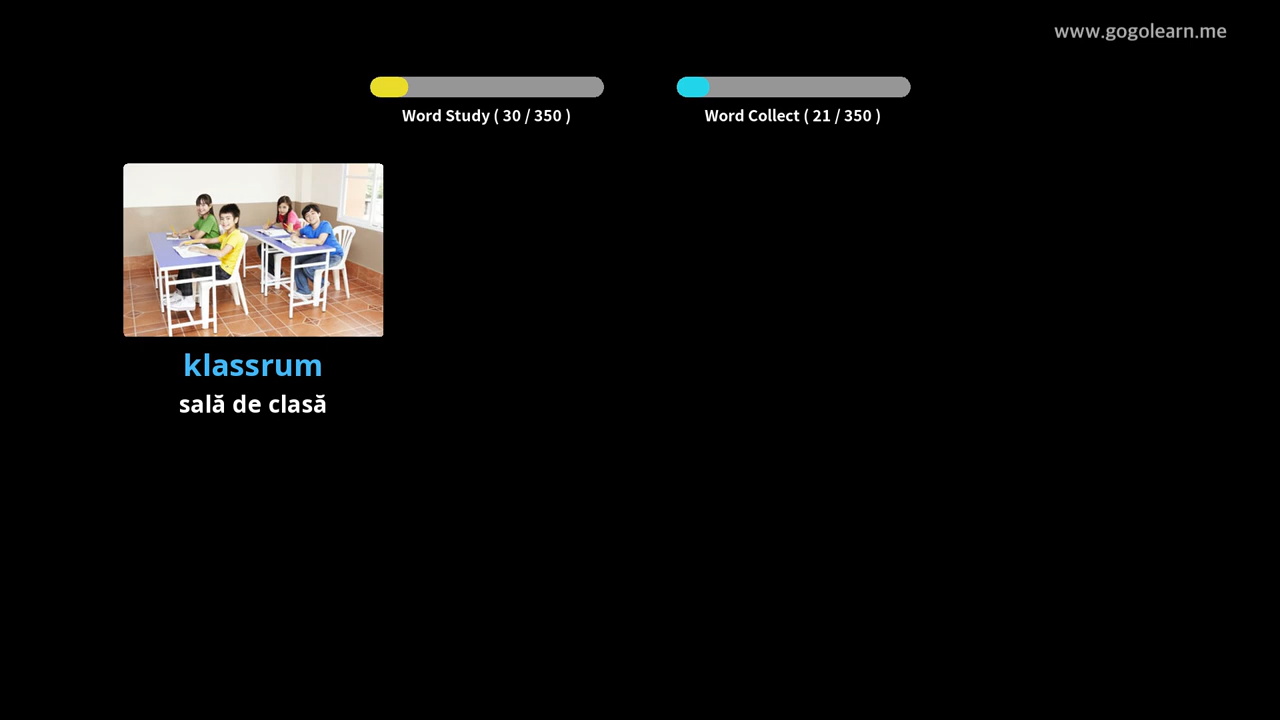 www.gogolearn.me
Word Study ( 30 / 350 )
Word Collect ( 21 / 350 )
klassrum
sală de clasă